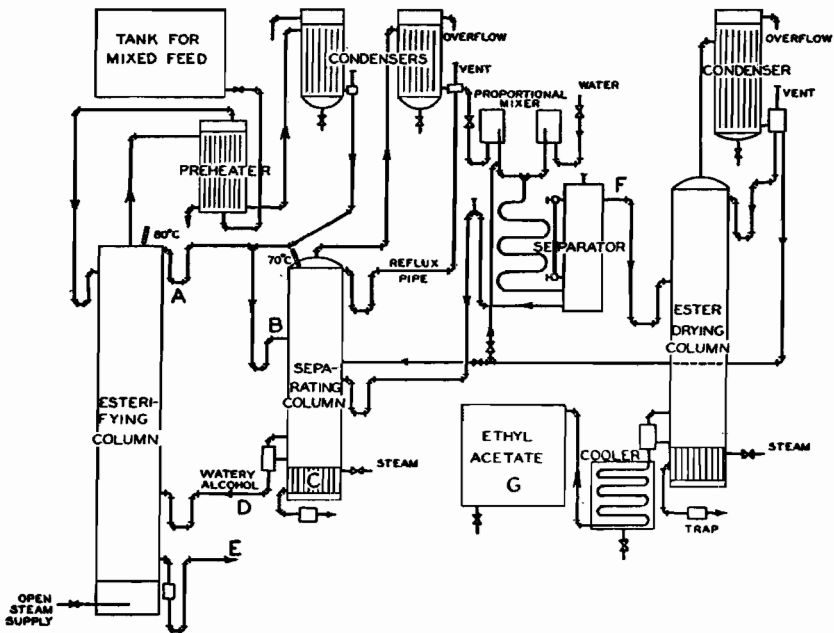 TANK FOR
MIXED FEED
CONDENSERS
OVERFLOW
VENT
PROPORTIONAL
MIXER
WATER
CONDENSER
OVERFLOW
VENT
PREHEATER
80°C
A
70°C
REFLUX
PIPE
SEPARATOR
F
B
ESTERI-
FYING
COLUMN
SEPA-
RATING
COLUMN
ESTER
DRYING
COLUMN
WATERY
ALCOHOL
D
C
STEAM
ETHYL
ACETATE
G
COOLER
STEAM
TRAP
E
OPEN
STEAM
SUPPLY